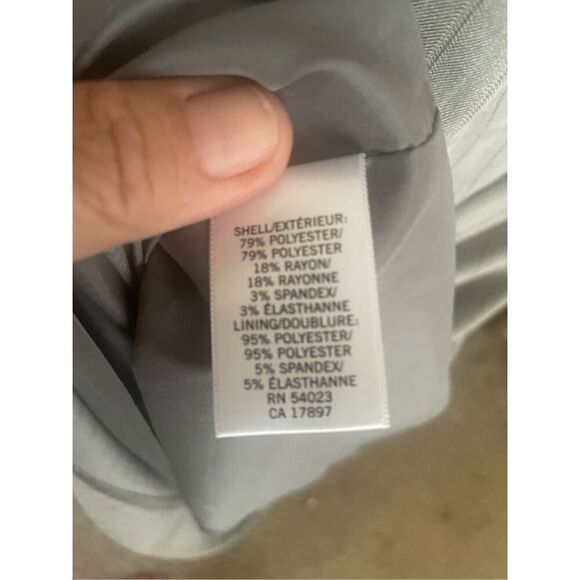 SHELL/EXTÉRIEUR:
79% POLYESTER/
79% POLYESTER
18% RAYON/
18% RAYONNE
3% SPANDEX/
3% ÉLASTHANNE
LINING/DOUBLURE:
95% POLYESTER/
95% POLYESTER
5% SPANDEX/
5% ÉLASTHANNE
RN 54023
CA 17897